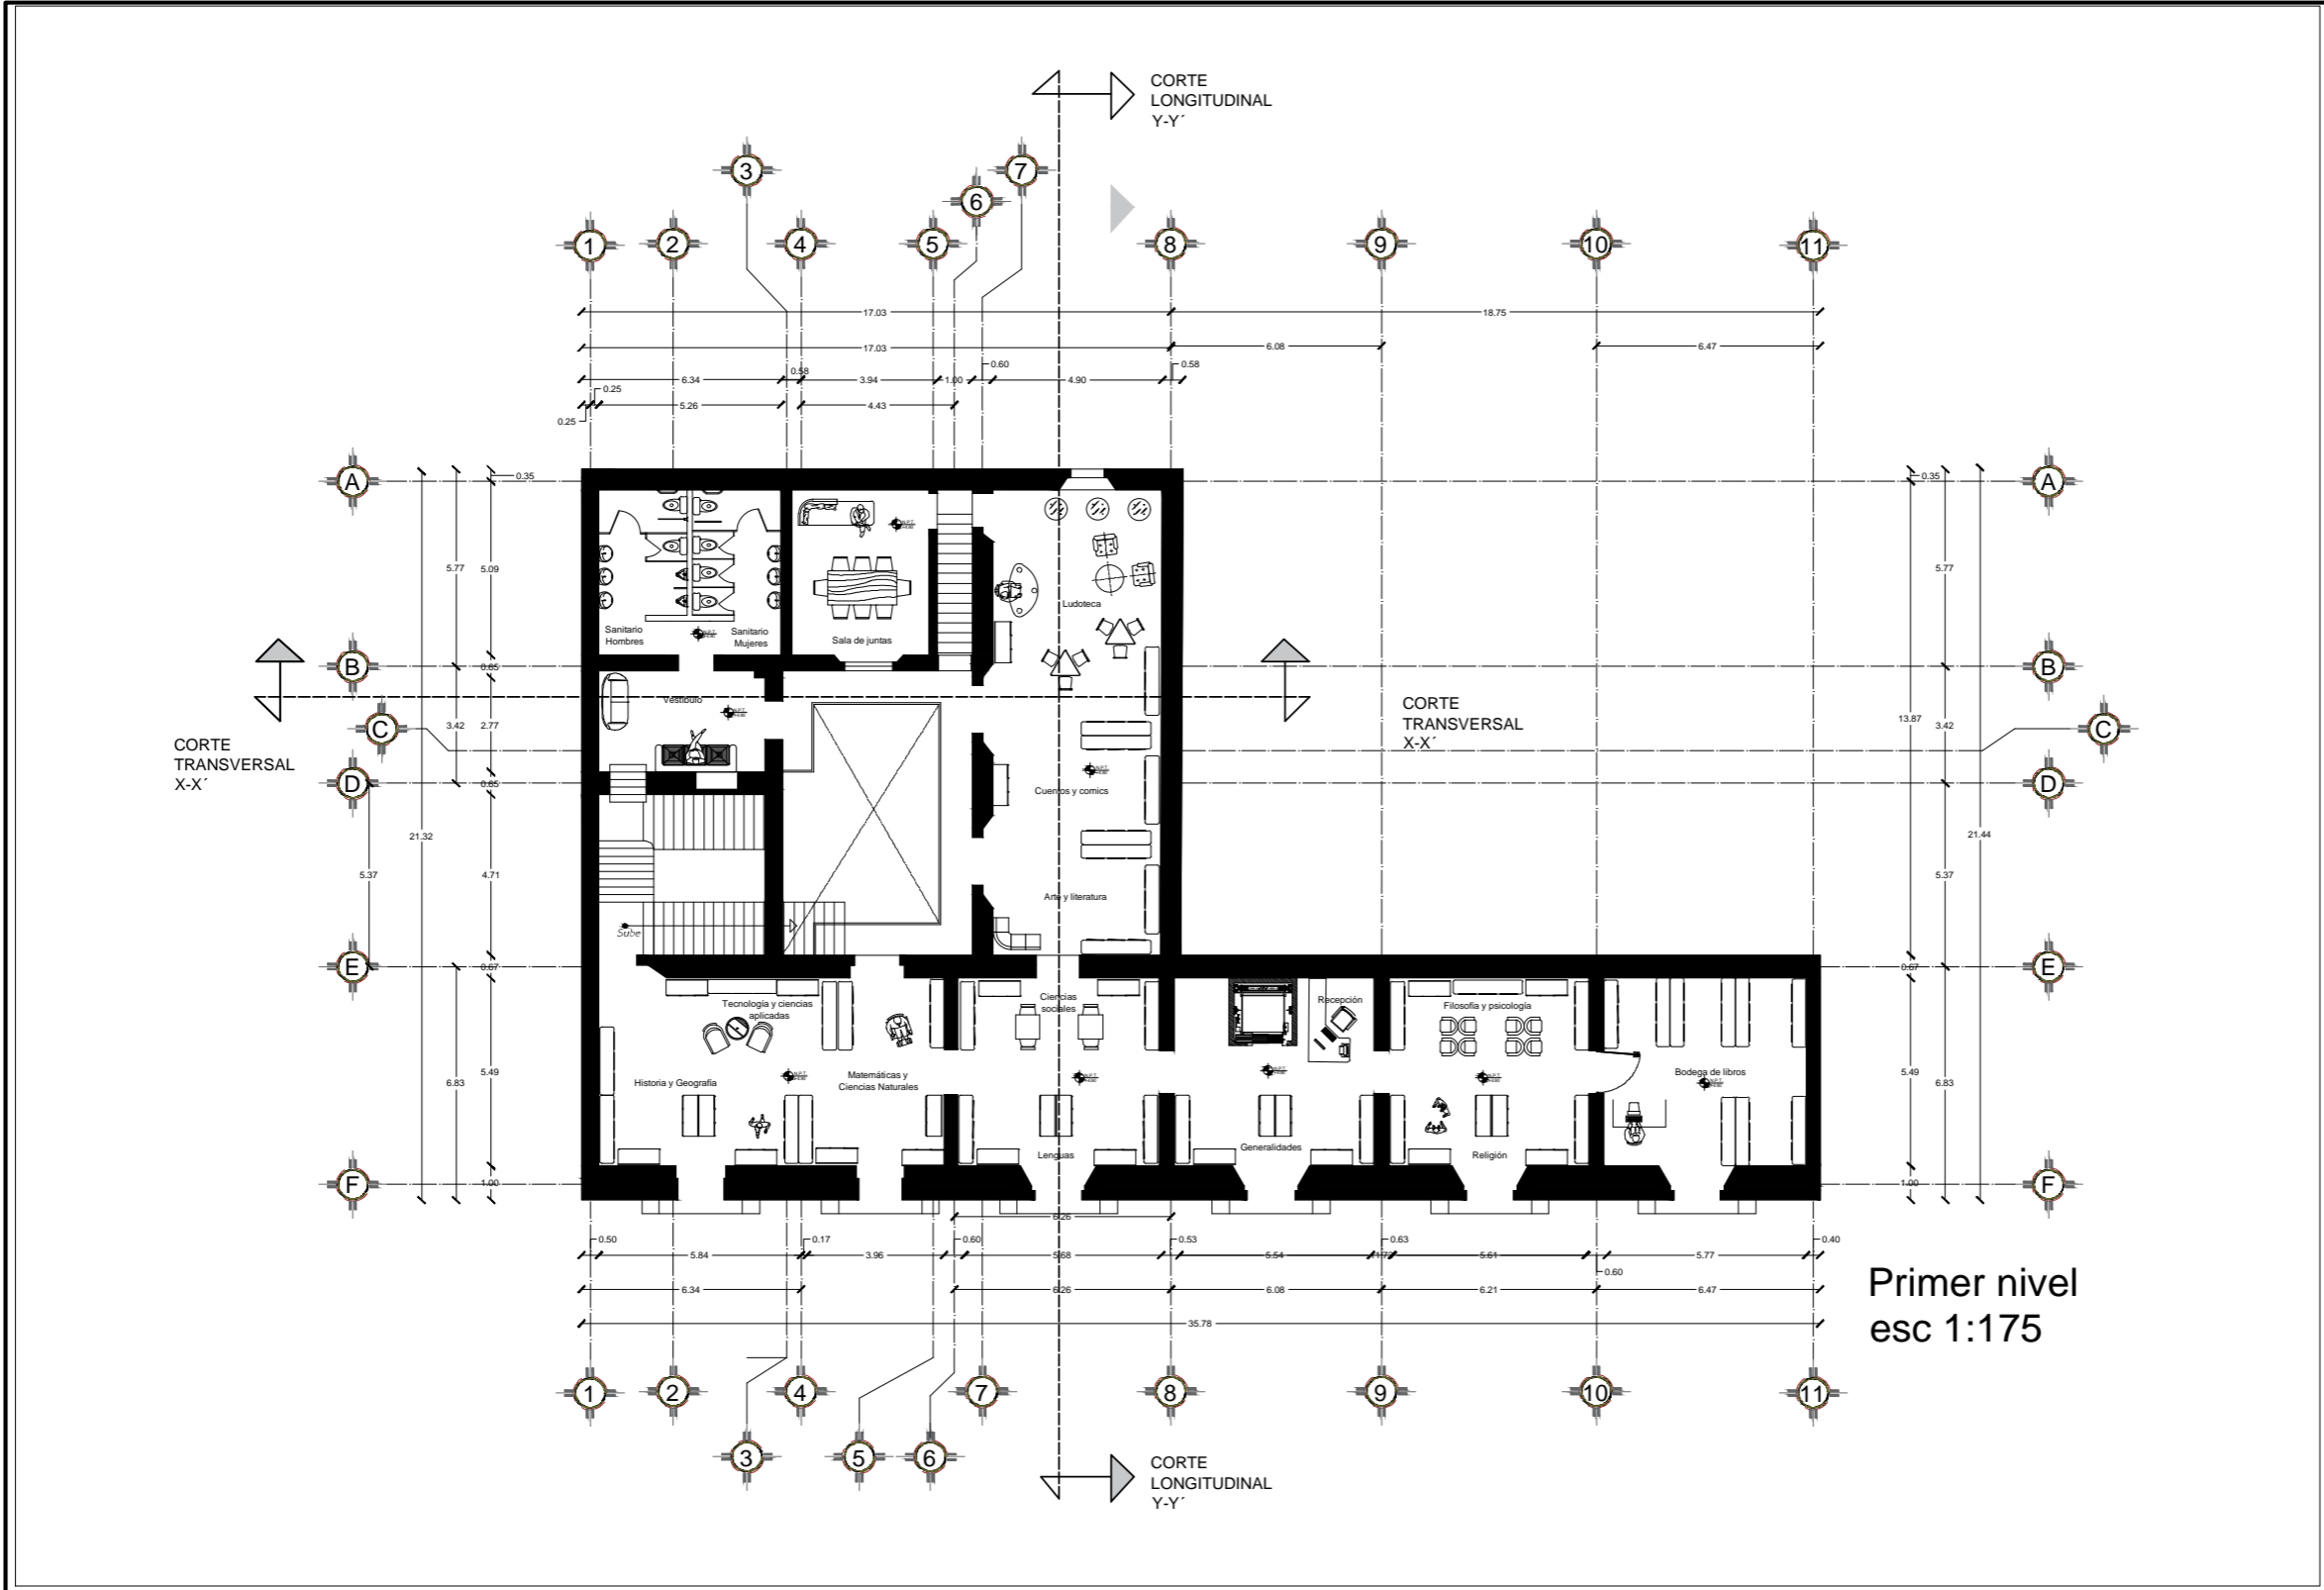 CORTE
LONGITUDINAL
Y-Y´
3
7
6
1
2
4
5
8
9
10
11
17.03
18.75
17.03
6.08
6.47
0.58
0.60
0.58
6.34
3.94
1.00
4.90
0.25
5.26
4.43
0.25
A
0.35
0.35
A
5.77
5.09
5.77
Ludoteca
Sanitario
Hombres
Sanitario
Mujeres
Sala de juntas
B
0.65
B
Vestibulo
C
3.42
2.77
13.87
3.42
C
CORTE
TRANSVERSAL
X-X´
CORTE
TRANSVERSAL
X-X´
D
0.65
Cuentos y comics
D
21.32
21.44
5.37
4.71
5.37
Arte y literatura
Sube
E
0.67
0.67
E
Tecnología y ciencias
aplicadas
Ciencias
sociales
Recepción
Filosofía y psicología
Historia y Geografía
Matemáticas y
Ciencias Naturales
Bodega de libros
6.83
5.49
5.49
6.83
Lenguas
Generalidades
Religión
F
1.00
1.00
F
6.26
0.50
5.84
0.17
3.96
0.60
5.68
0.53
5.54
0.63
5.61
0.60
5.77
0.40
6.34
6.26
6.08
6.21
6.47
35.78
Primer nivel
esc 1:175
1
2
4
7
8
9
10
11
3
5
6
CORTE
LONGITUDINAL
Y-Y´